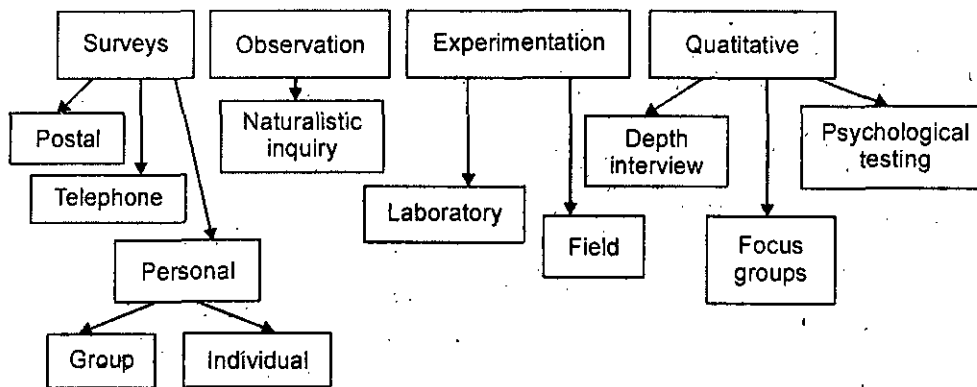 Surveys
Observation
Experimentation
Quatitative
Postal
Naturalistic
inquiry
Depth
interview
Psychological
testing
Telephone
Laboratory
Field
Focus
groups
Personal
Group
Individual